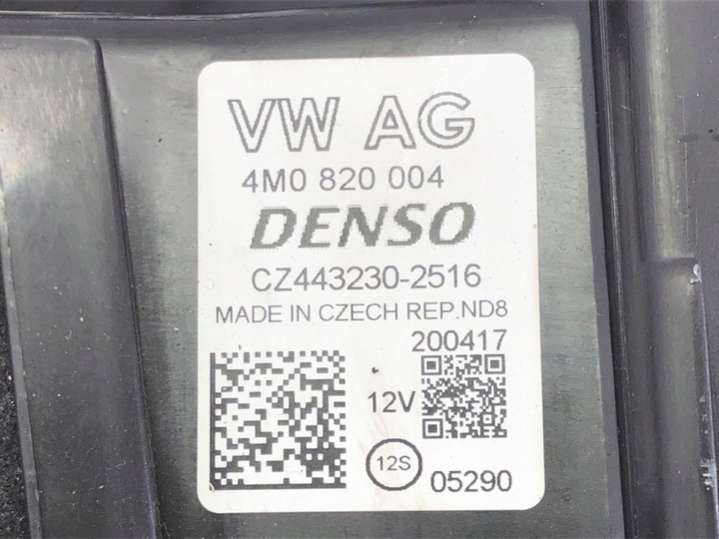 VW AG
4M0 820 004
DENSO
CZ443230-2516
MADE IN CZECH REP.ND8
200417
12V
12S
05290